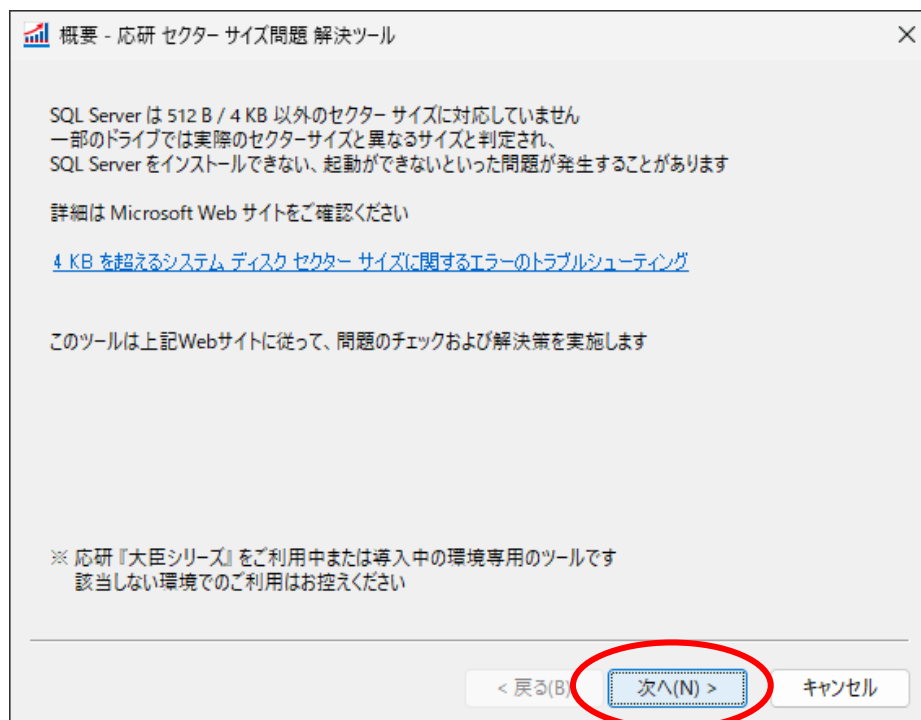 概要 - 応研 セクター サイズ問題 解決ツール
SQL Server は 512 B / 4 KB 以外のセクター サイズに対応していません
一部のドライブでは実際のセクターサイズと異なるサイズと判定され、
SQL Server をインストールできない、起動ができないといった問題が発生することがあります
詳細は Microsoft Web サイトをご確認ください
4 KB を超えるシステム ディスク セクター サイズに関するエラーのトラブルシューティング
このツールは上記Webサイトに従って、問題のチェックおよび解決策を実施します
※ 応研『大臣シリーズ』をご利用中または導入中の環境専用のツールです
該当しない環境でのご利用はお控えください
< 戻る(B) 次へ(N) > キャンセル